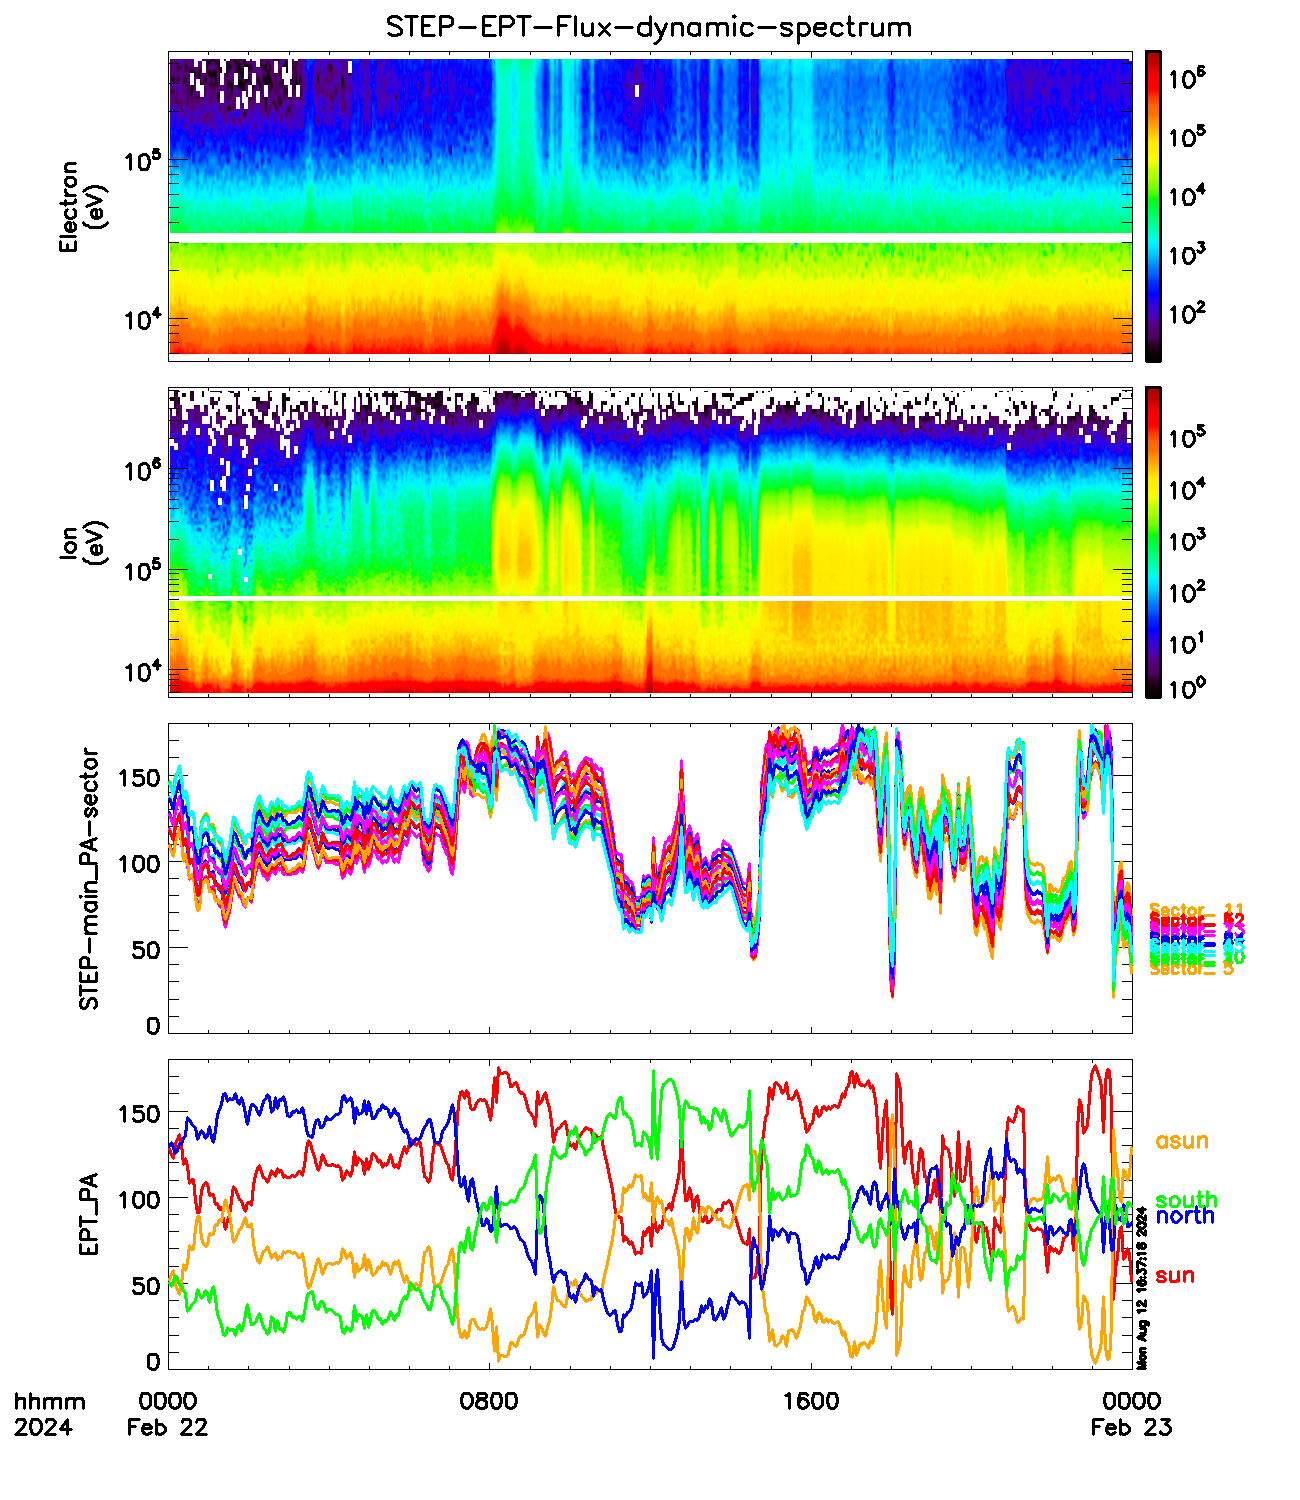 STEP-EPT-Flux-dynamic-spectrum
Electron
(eV)
10⁵
10⁴
10⁶
10⁵
10⁴
10³
10²
Ion
(eV)
10⁶
10⁵
10⁴
10⁵
10⁴
10³
10²
10¹
10⁰
STEP-main_PA-sector
150
100
50
0
Sector_ 11
Sector_ 5
EPT_PA
150
100
50
0
asun
south
north
sun
Mon Aug 12 16:37:18 2024
hhmm
2024
0000
Feb 22
0800
1600
0000
Feb 23